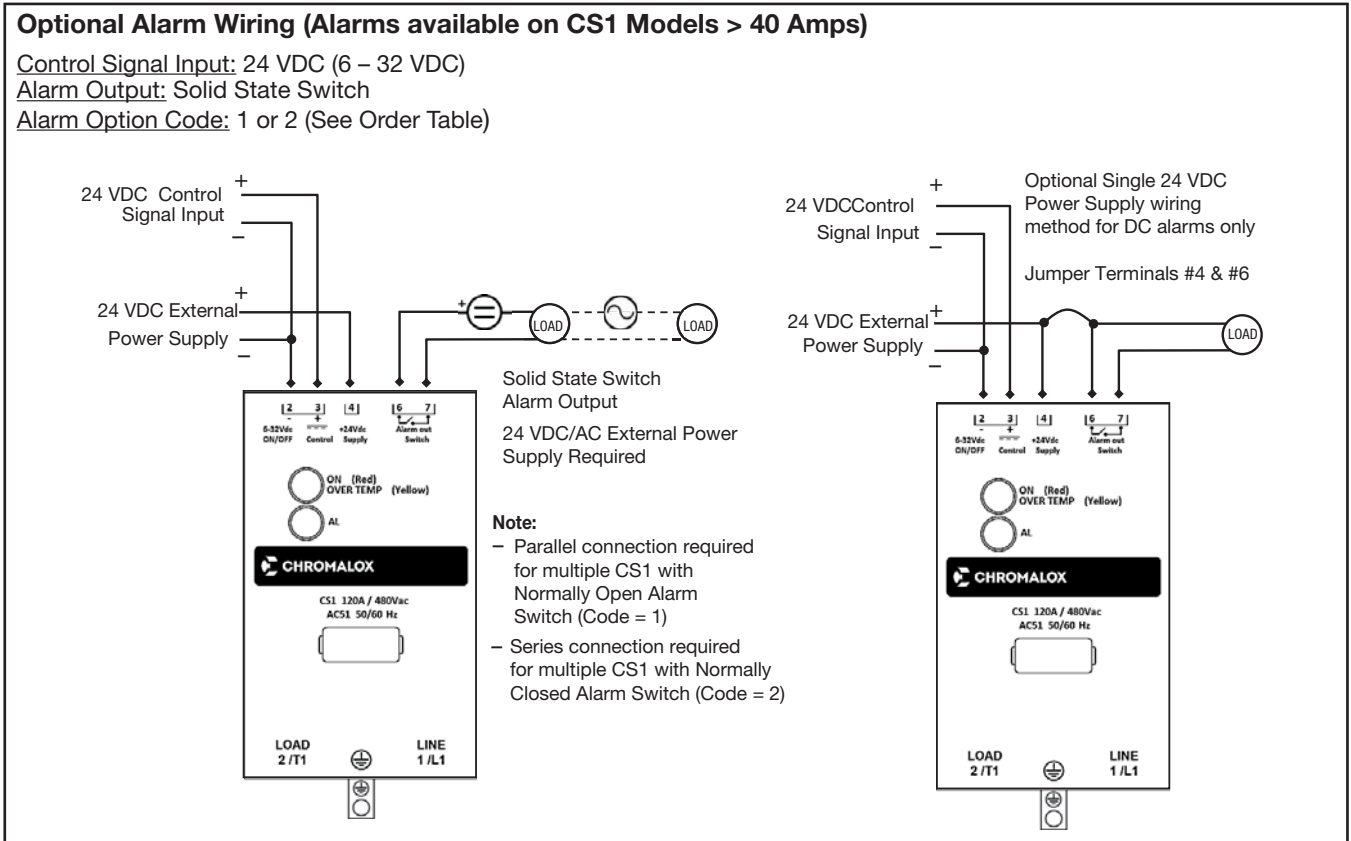 Optional Alarm Wiring (Alarms available on CS1 Models > 40 Amps)
Control Signal Input: 24 VDC (6 – 32 VDC)
Alarm Output: Solid State Switch
Alarm Option Code: 1 or 2 (See Order Table)
+
24 VDC Control
Signal Input
–
+
24 VDC External
Power Supply
–
+
LOAD
LOAD
Solid State Switch
Alarm Output
24 VDC/AC External Power
Supply Required
2 3 4 6 7
- +
6-32Vdc
ON/OFF Control
+24Vdc
Supply
Alarm out
Switch
ON (Red)
OVER TEMP (Yellow)
AL
CHROMALOX
CS1 120A / 480Vac
AC51 50/60 Hz
LOAD
2 /T1
LINE
1 /L1
Note:
– Parallel connection required
for multiple CS1 with
Normally Open Alarm
Switch (Code = 1)
– Series connection required
for multiple CS1 with Normally
Closed Alarm Switch (Code = 2)
+
24 VDCControl
Signal Input
–
Optional Single 24 VDC
Power Supply wiring
method for DC alarms only
Jumper Terminals #4 & #6
+
24 VDC External
Power Supply
–
LOAD
2 3 4 6 7
- +
6-32Vdc
ON/OFF Control
+24Vdc
Supply
Alarm out
Switch
ON (Red)
OVER TEMP (Yellow)
AL
CHROMALOX
CS1 120A / 480Vac
AC51 50/60 Hz
LOAD
2 /T1
LINE
1 /L1